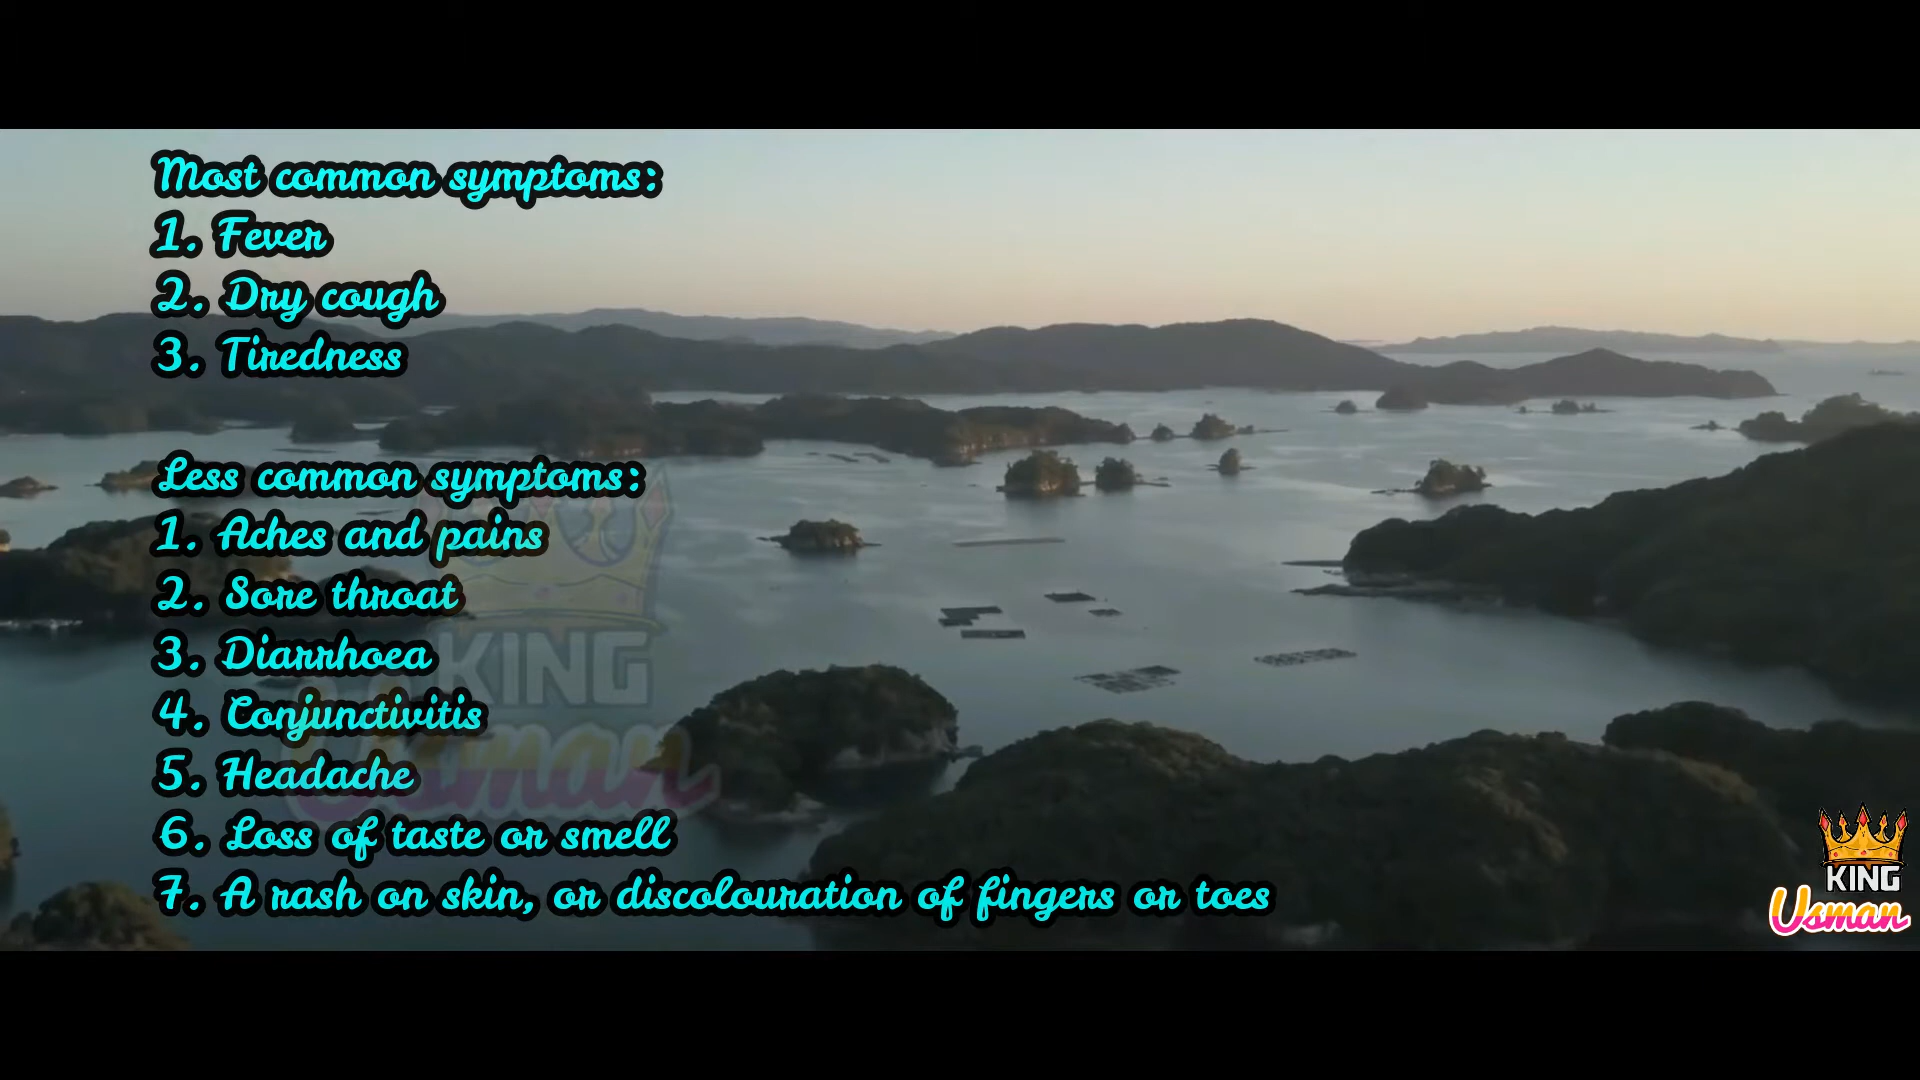 Most common symptoms:
1. Fever
2. Dry cough
3. Tiredness
Less common symptoms:
1. Aches and pains
2. Sore throat
3. Diarrhoea
4. Conjunctivitis
5. Headache
6. Loss of taste or smell
7. A rash on skin, or discolouration of fingers or toes
KING
Usman
KING
Usman